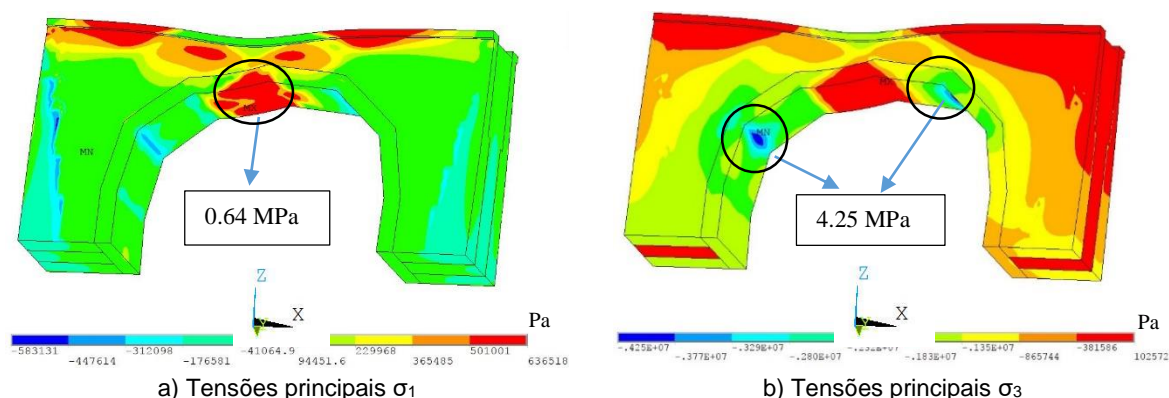 MX
MN
0.64 MPa
Z
X
Y
Pa
-583131
-447614
-312098
-176581
-41064.9
94451.6
229968
365485
501001
636518
a) Tensões principais σ1
MX
MN
4.25 MPa
Z
X
Y
Pa
-.425E+07
-.377E+07
-.329E+07
-.280E+07
-.183E+07
-.135E+07
-865744
-381586
102572
b) Tensões principais σ3